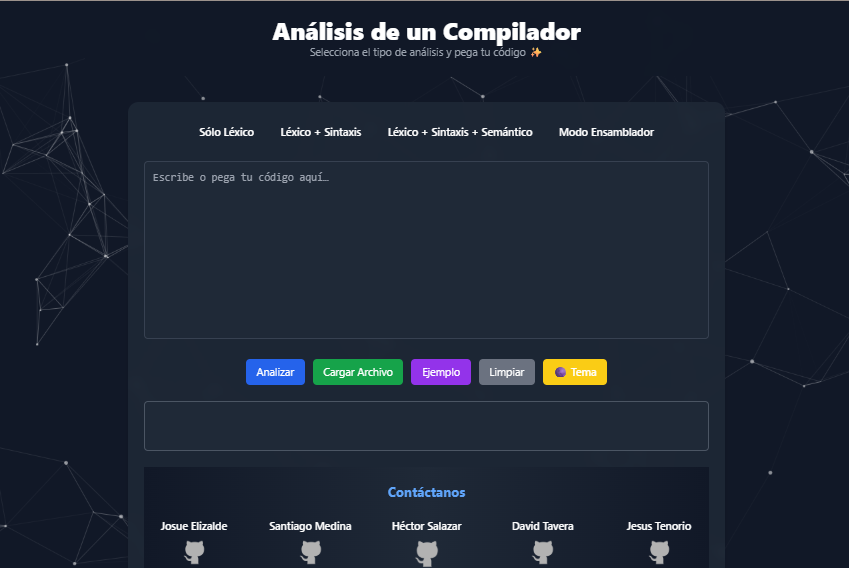 Análisis de un Compilador
Selecciona el tipo de análisis y pega tu código ✨
Sólo Léxico Léxico + Sintaxis Léxico + Sintaxis + Semántico Modo Ensamblador
Escribe o pega tu código aquí…
Analizar Cargar Archivo Ejemplo Limpiar Tema
Contáctanos
Josue Elizalde Santiago Medina Héctor Salazar David Tavera Jesus Tenorio